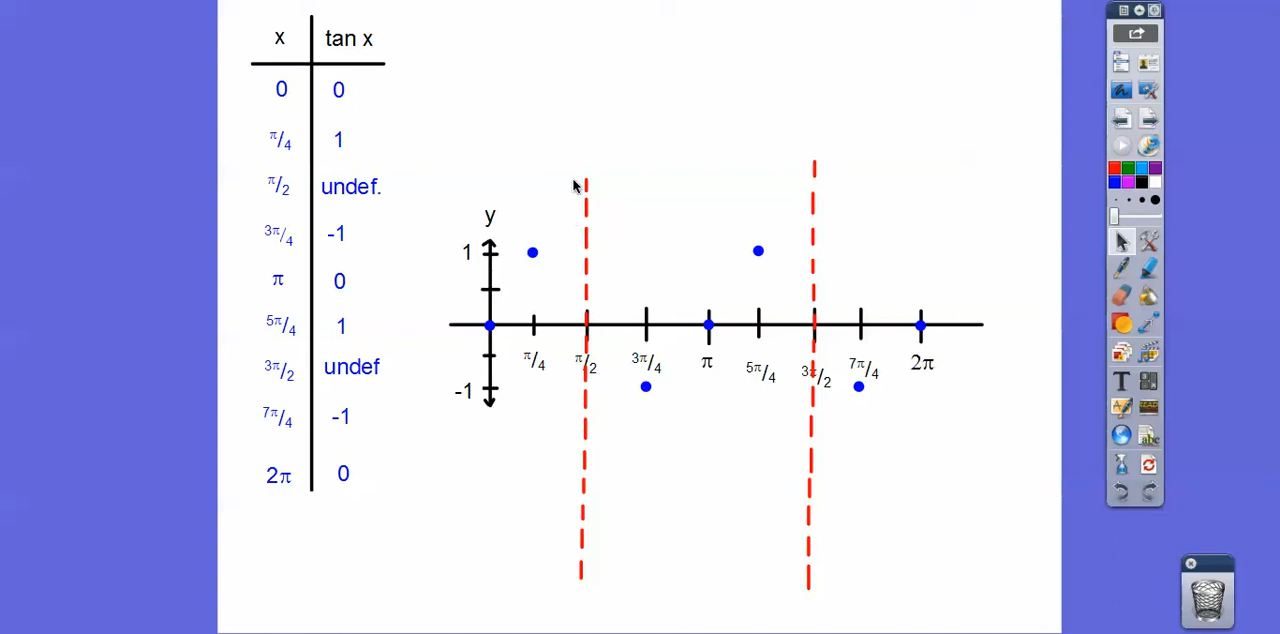 x tan x
0 0
π/4 1
π/2 undef.
3π/4 -1
π 0
5π/4 1
3π/2 undef
7π/4 -1
2π 0
y
1
π/4 π/2 3π/4 π 5π/4 3π/2 7π/4 2π
-1
T
abc